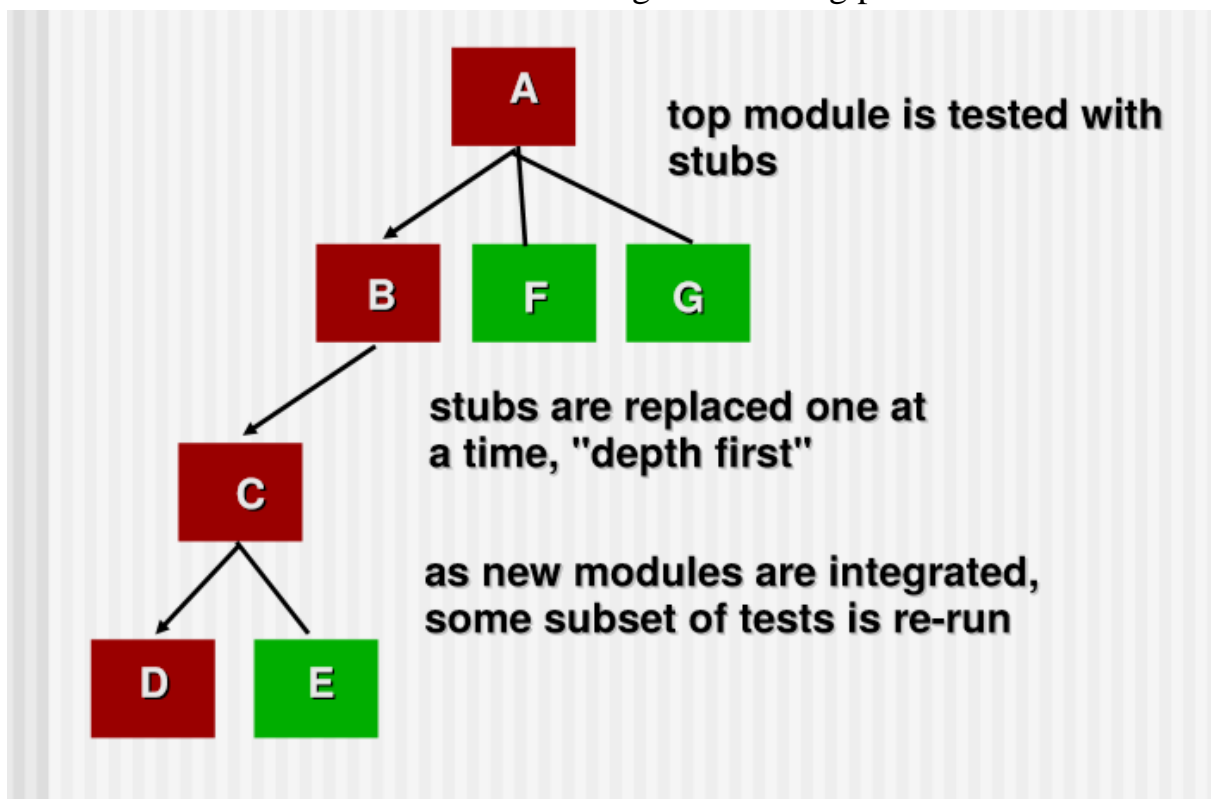 A
top module is tested with
stubs
B
F
G
stubs are replaced one at
a time, "depth first"
C
as new modules are integrated,
some subset of tests is re-run
D
E